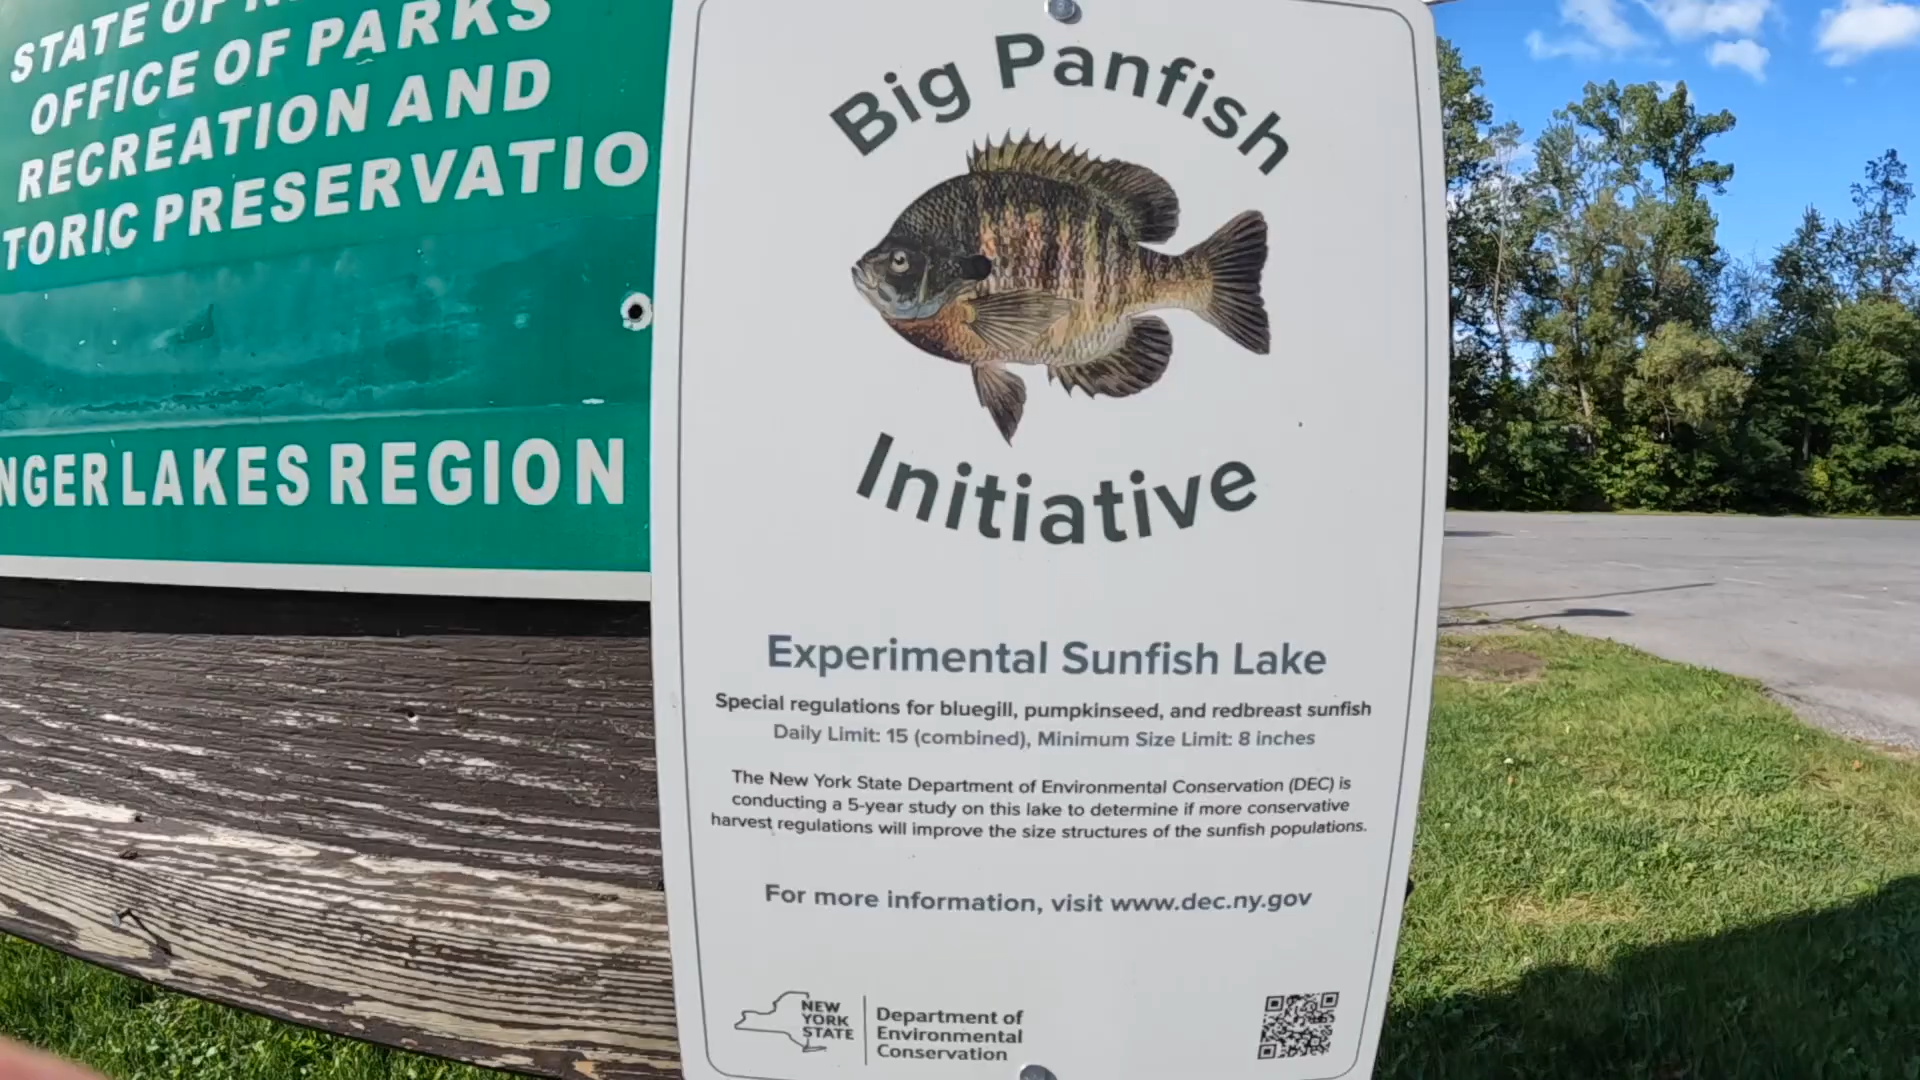 STATE OF
OFFICE OF PARKS
RECREATION AND
TORIC PRESERVATIO
NGER LAKES REGION
Big Panfish
Initiative
Experimental Sunfish Lake
Special regulations for bluegill, pumpkinseed, and redbreast sunfish
Daily Limit: 15 (combined), Minimum Size Limit: 8 inches
The New York State Department of Environmental Conservation (DEC) is
conducting a 5-year study on this lake to determine if more conservative
harvest regulations will improve the size structures of the sunfish populations.
For more information, visit www.dec.ny.gov
NEW
YORK
STATE
Department of
Environmental
Conservation